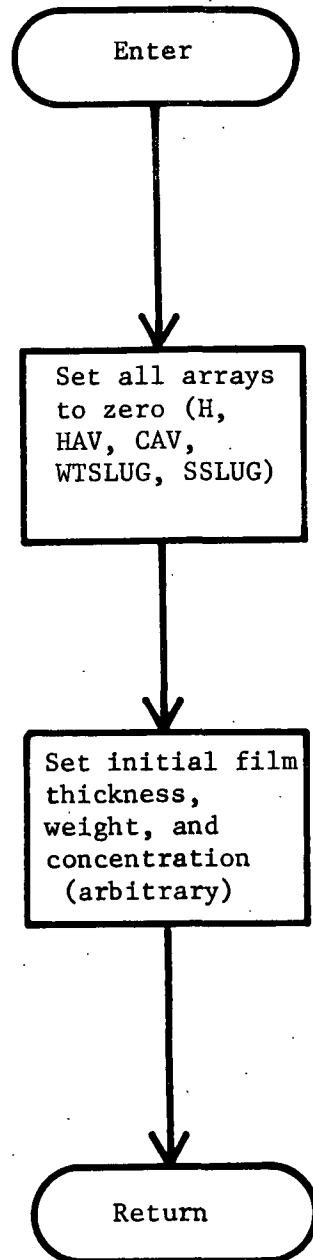 Enter
Set all arrays
to zero (H,
HAV, CAV,
WTSLUG, SSLUG)
Set initial film
thickness,
weight, and
concentration
(arbitrary)
Return